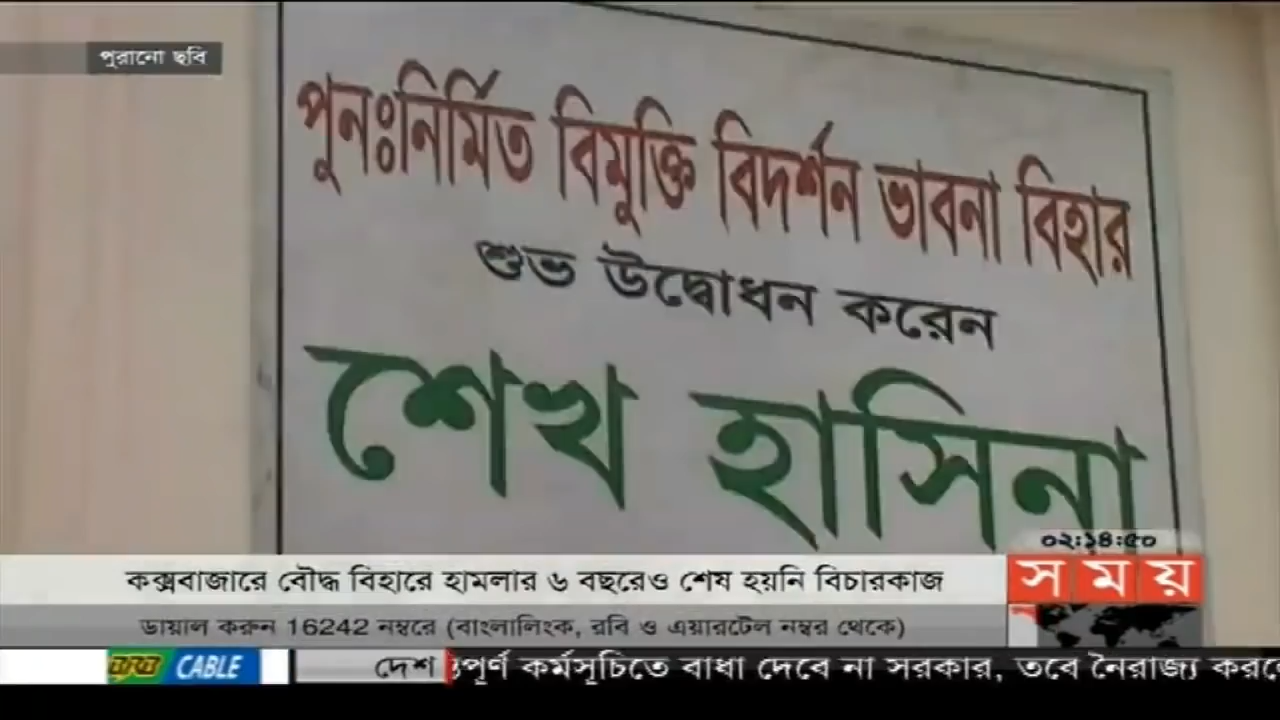 পুরানো ছবি
পুনঃনির্মিত বিমুক্তি বিদর্শন ভাবনা বিহার
শুভ উদ্বোধন করেন
শেখ হাসিনা
০২:১৪:৫০
কক্সবাজারে বৌদ্ধ বিহারে হামলার ৬ বছরেও শেষ হয়নি বিচারকাজ
সময়
ডায়াল করুন 16242 নম্বরে (বাংলালিংক, রবি ও এয়ারটেল নম্বর থেকে)
CABLE
দেশ
কর্মসূচিতে বাধা দেবে না সরকার, তবে নৈরাজ্য